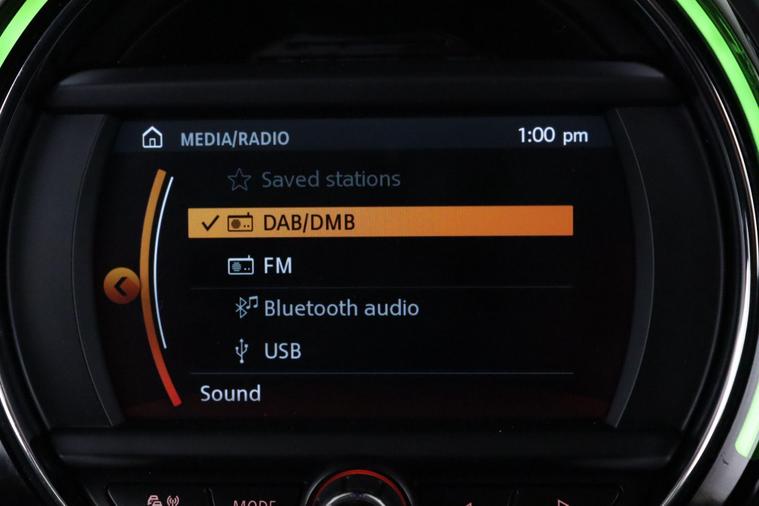 MEDIA/RADIO 1:00 pm
Saved stations
DAB/DMB
FM
Bluetooth audio
USB
Sound
MODE